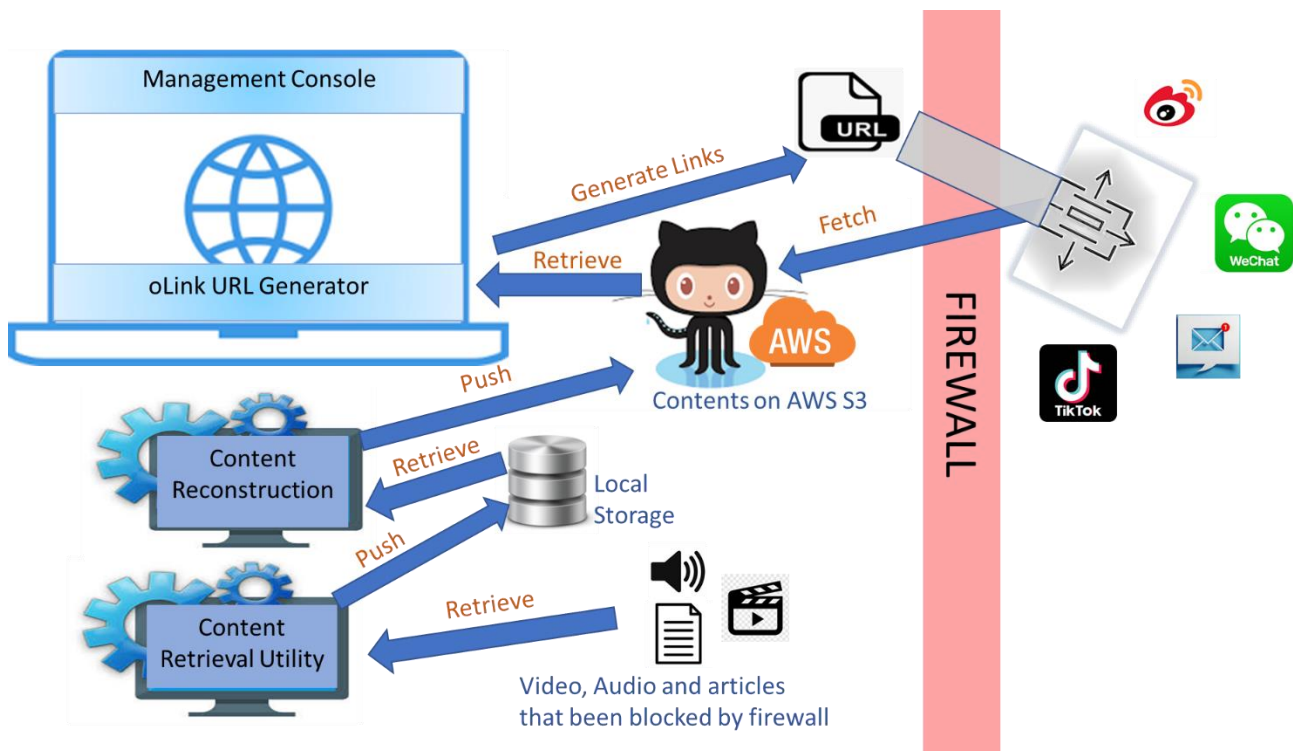 Management Console
oLink URL Generator
Generate Links
URL
Retrieve
Fetch
AWS
Contents on AWS S3
Push
Content
Reconstruction
Retrieve
Local
Storage
Push
Content
Retrieval Utility
Retrieve
Video, Audio and articles
that been blocked by firewall
FIREWALL
WeChat
1
TikTok